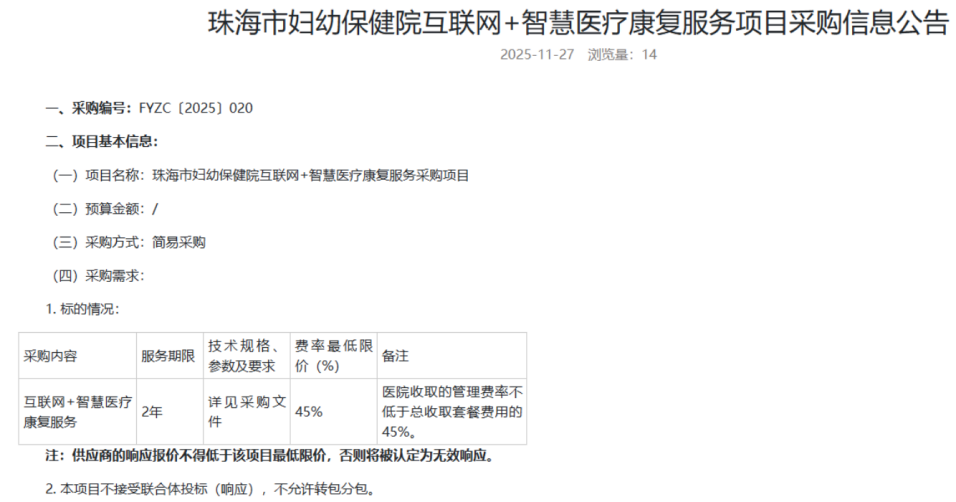 珠海市妇幼保健院互联网+智慧医疗康复服务项目采购信息公告
2025-11-27 浏览量：14
一、采购编号：FYZC〔2025〕020
二、项目基本信息：
（一）项目名称：珠海市妇幼保健院互联网+智慧医疗康复服务采购项目
（二）预算金额：/
（三）采购方式：简易采购
（四）采购需求：
1. 标的情况：
采购内容 服务期限 技术规格、参数及要求 费率最低限价（%） 备注
互联网+智慧医疗康复服务 2年 详见采购文件 45% 医院收取的管理费率不低于总收取套餐费用的45%。
注：供应商的响应报价不得低于该项目最低限价，否则将被认定为无效响应。
2. 本项目不接受联合体投标（响应），不允许转包分包。